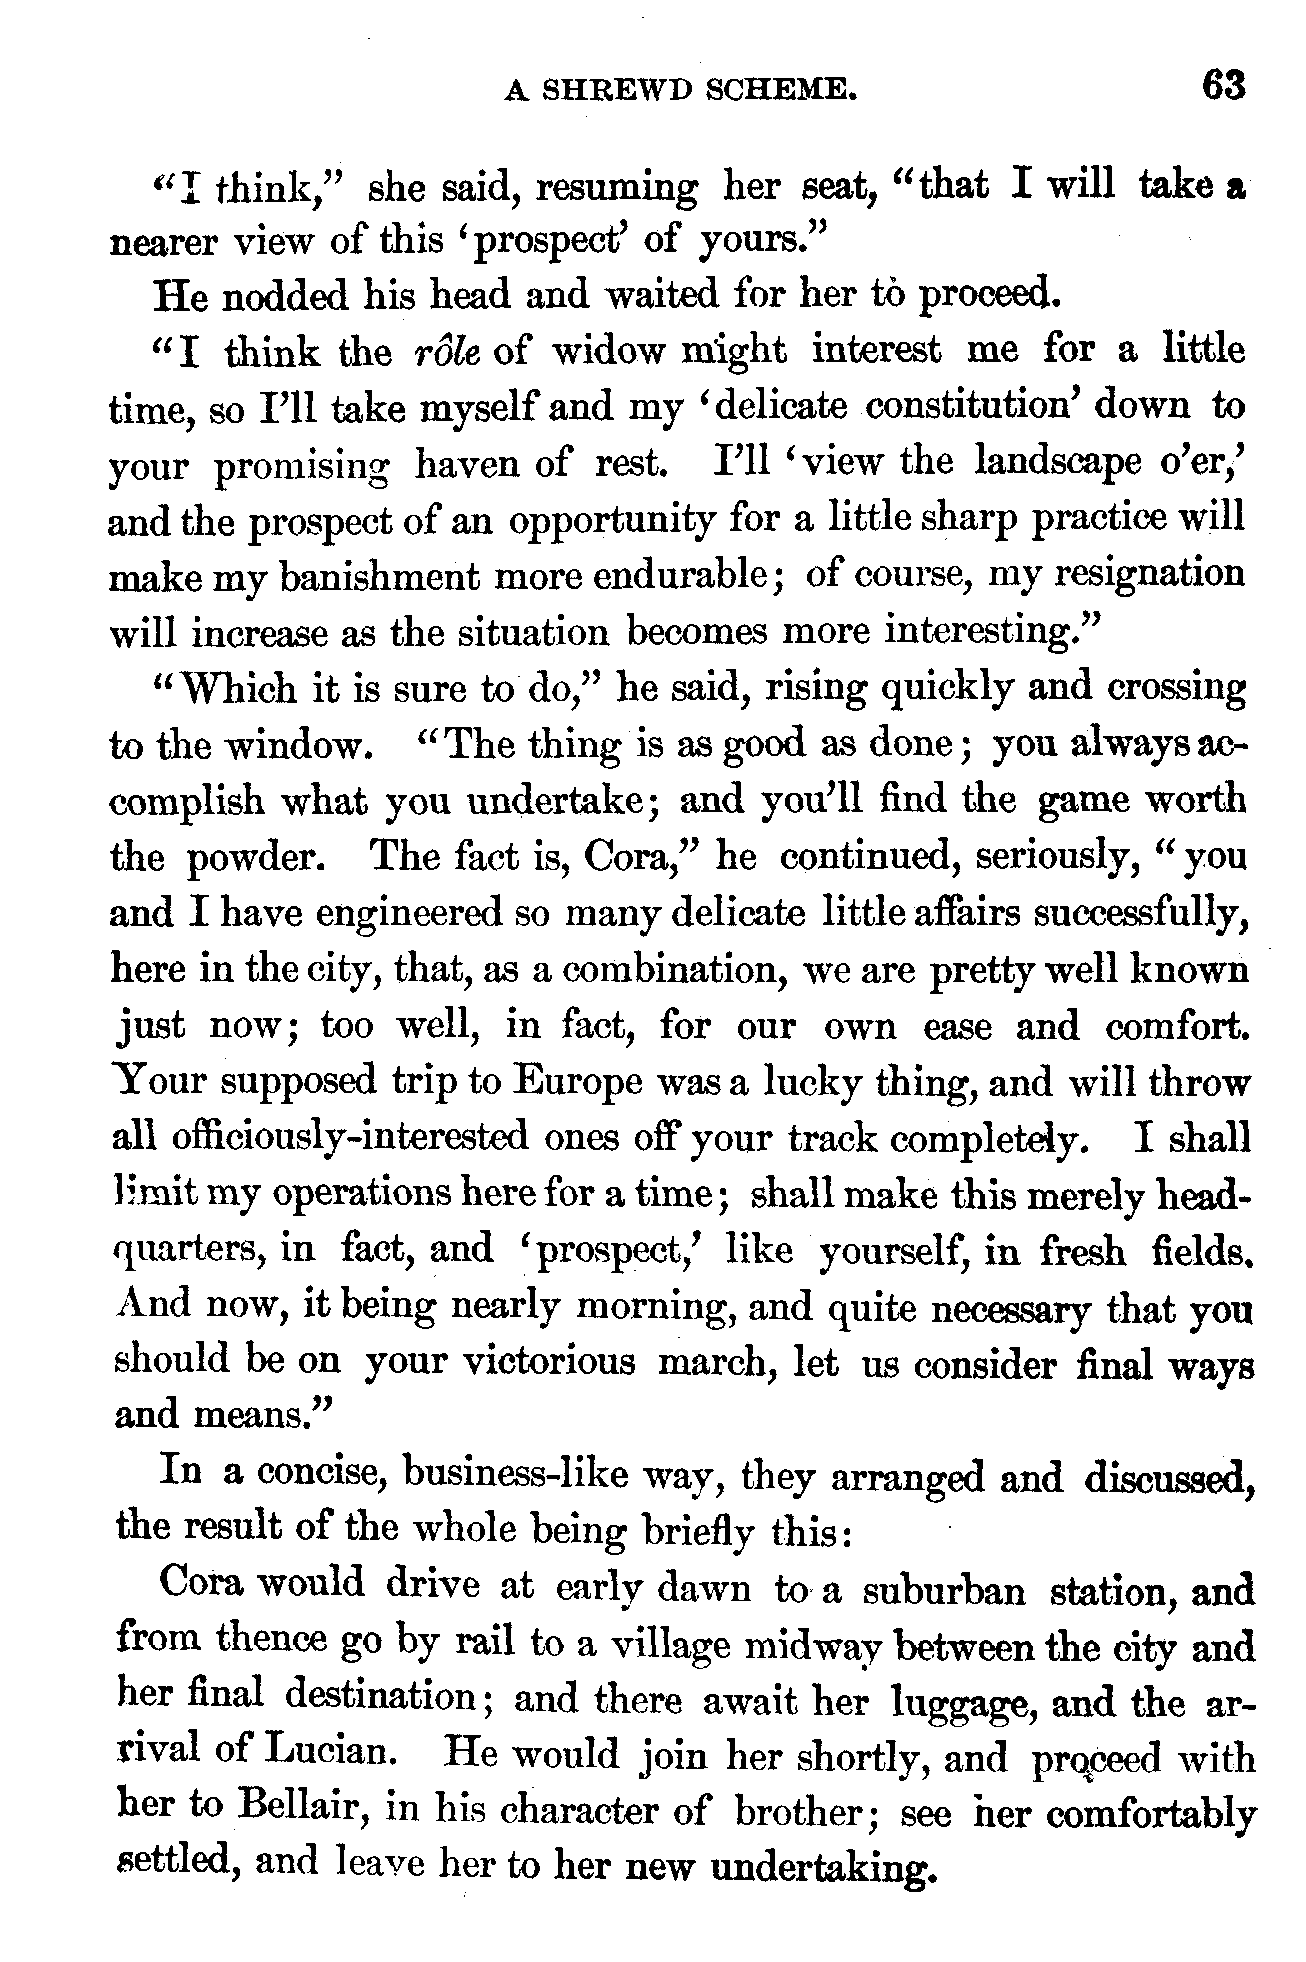 A SHREWD SCHEME. 63
“I think,” she said, resuming her seat, “that I will take a
nearer view of this ‘prospect’ of yours.”
He nodded his head and waited for her to proceed.
“I think the rôle of widow might interest me for a little
time, so I’ll take myself and my ‘delicate constitution’ down to
your promising haven of rest. I’ll ‘view the landscape o’er,’
and the prospect of an opportunity for a little sharp practice will
make my banishment more endurable; of course, my resignation
will increase as the situation becomes more interesting.”
“Which it is sure to do,” he said, rising quickly and crossing
to the window. “The thing is as good as done; you always ac-
complish what you undertake; and you’ll find the game worth
the powder. The fact is, Cora,” he continued, seriously, “you
and I have engineered so many delicate little affairs successfully,
here in the city, that, as a combination, we are pretty well known
just now; too well, in fact, for our own ease and comfort.
Your supposed trip to Europe was a lucky thing, and will throw
all officiously-interested ones off your track completely. I shall
limit my operations here for a time; shall make this merely head-
quarters, in fact, and ‘prospect,’ like yourself, in fresh fields.
And now, it being nearly morning, and quite necessary that you
should be on your victorious march, let us consider final ways
and means.”
In a concise, business-like way, they arranged and discussed,
the result of the whole being briefly this:
Cora would drive at early dawn to a suburban station, and
from thence go by rail to a village midway between the city and
her final destination; and there await her luggage, and the ar-
rival of Lucian. He would join her shortly, and proceed with
her to Bellair, in his character of brother; see her comfortably
settled, and leave her to her new undertaking.